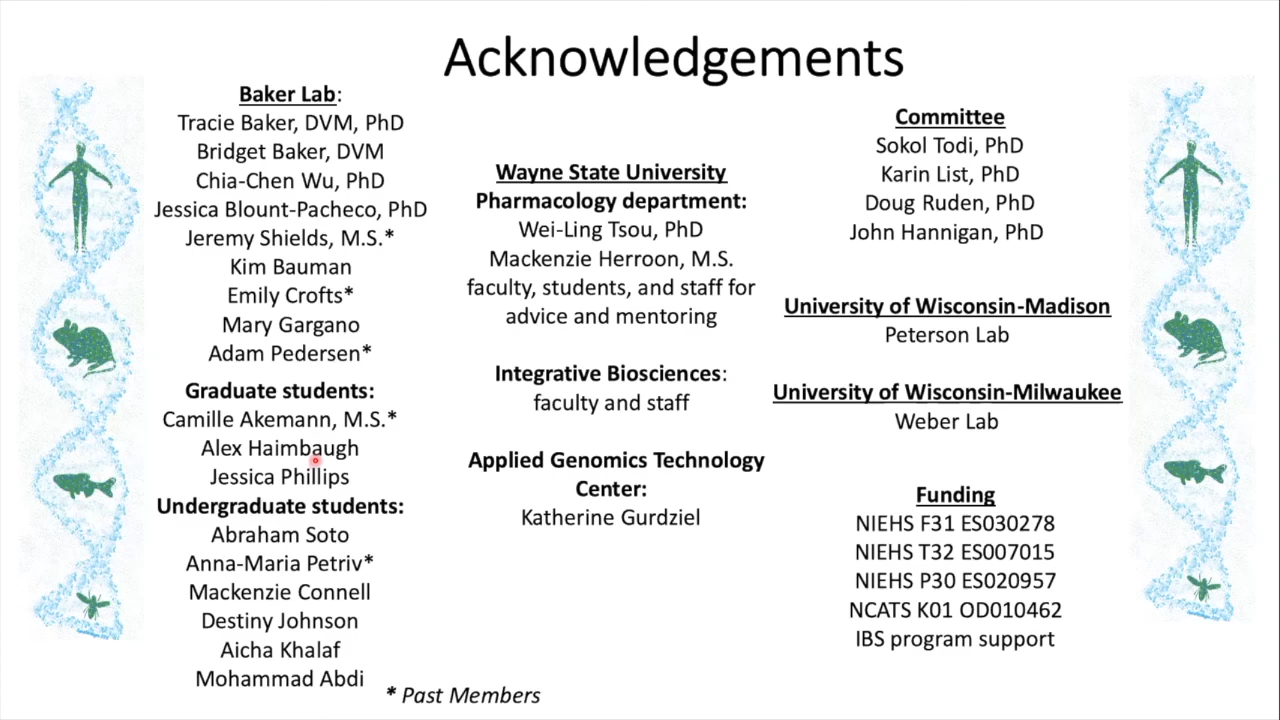 Acknowledgements
Baker Lab:
Tracie Baker, DVM, PhD
Bridget Baker, DVM
Chia-Chen Wu, PhD
Jessica Blount-Pacheco, PhD
Jeremy Shields, M.S.*
Kim Bauman
Emily Crofts*
Mary Gargano
Adam Pedersen*
Graduate students:
Camille Akemann, M.S.*
Alex Haimbaugh
Jessica Phillips
Undergraduate students:
Abraham Soto
Anna-Maria Petriv*
Mackenzie Connell
Destiny Johnson
Aicha Khalaf
Mohammad Abdi
* Past Members
Wayne State University
Pharmacology department:
Wei-Ling Tsou, PhD
Mackenzie Herroon, M.S.
faculty, students, and staff for
advice and mentoring
Integrative Biosciences:
faculty and staff
Applied Genomics Technology
Center:
Katherine Gurdziel
Committee
Sokol Todi, PhD
Karin List, PhD
Doug Ruden, PhD
John Hannigan, PhD
University of Wisconsin-Madison
Peterson Lab
University of Wisconsin-Milwaukee
Weber Lab
Funding
NIEHS F31 ES030278
NIEHS T32 ES007015
NIEHS P30 ES020957
NCATS K01 OD010462
IBS program support